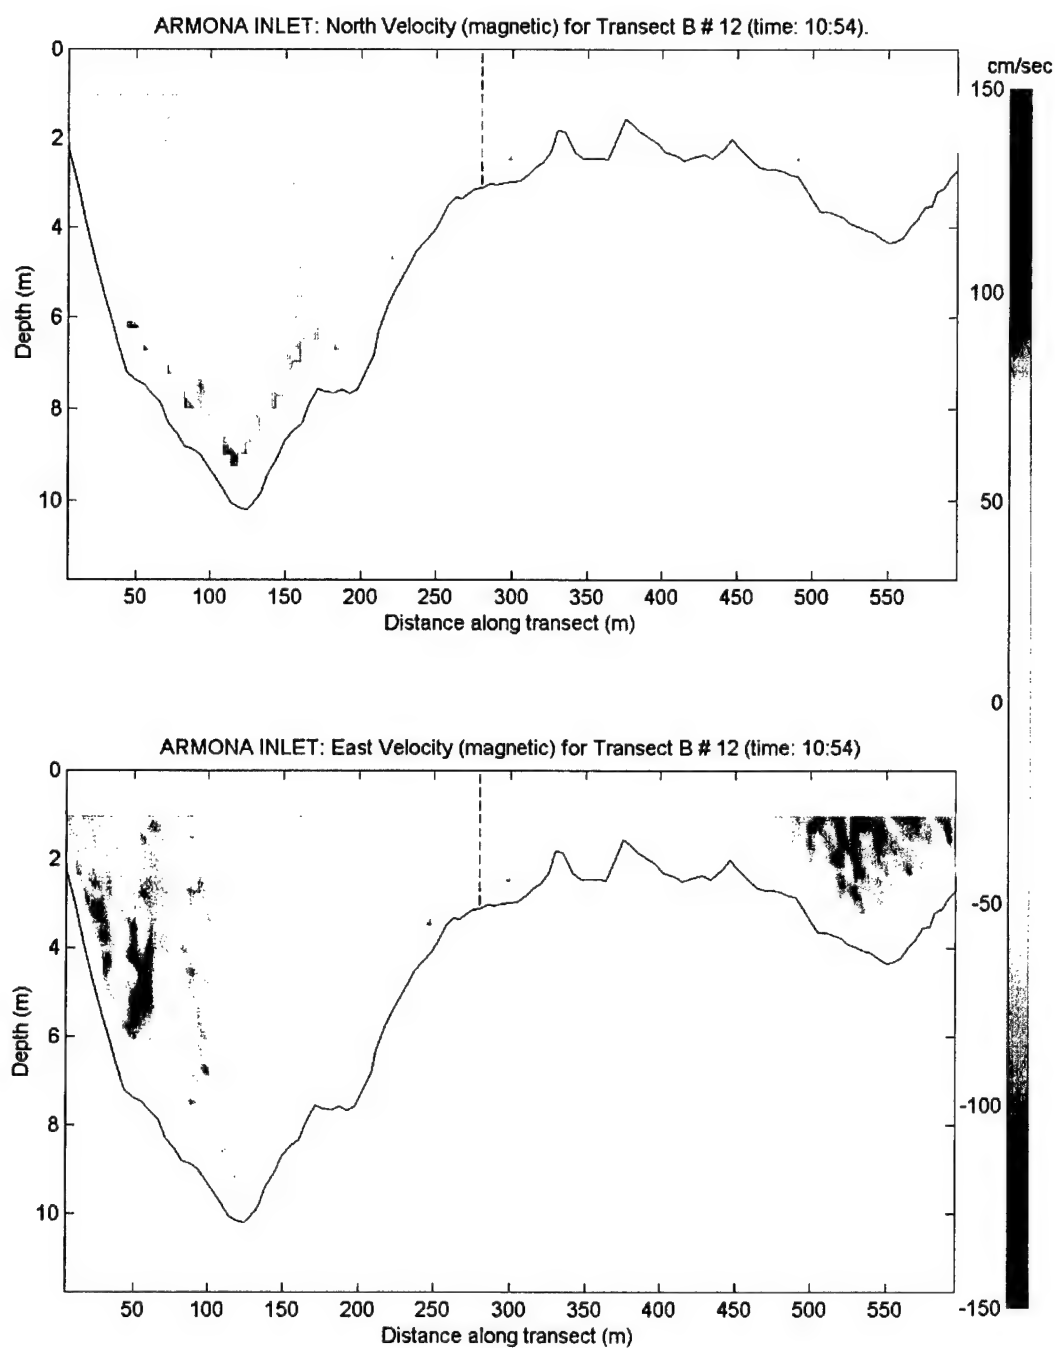 ARMONA INLET: North Velocity (magnetic) for Transect B # 12 (time: 10:54).
cm/sec
0
2
4
6
8
10
Depth (m)
50 100 150 200 250 300 350 400 450 500 550
Distance along transect (m)
150
100
50
0
-50
-100
-150
ARMONA INLET: East Velocity (magnetic) for Transect B # 12 (time: 10:54)
0
2
4
6
8
10
Depth (m)
50 100 150 200 250 300 350 400 450 500 550
Distance along transect (m)